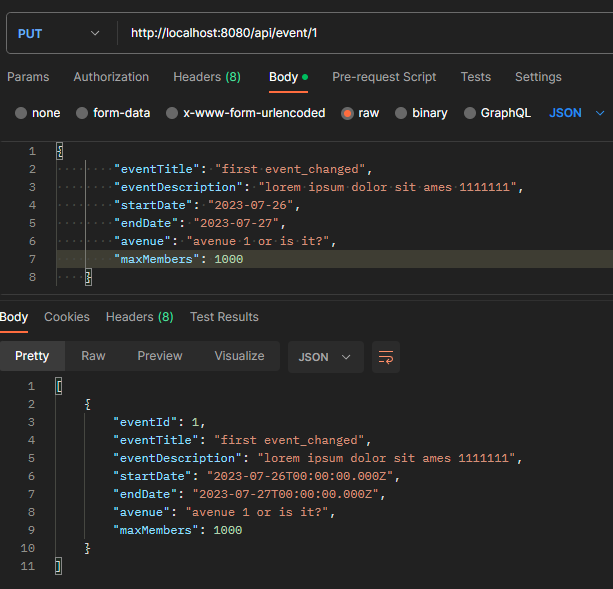 PUT http://localhost:8080/api/event/1
Params Authorization Headers (8) Body Pre-request Script Tests Settings
none form-data x-www-form-urlencoded raw binary GraphQL JSON
1 {
2 "eventTitle": "first event_changed",
3 "eventDescription": "lorem ipsum dolor sit ames 1111111",
4 "startDate": "2023-07-26",
5 "endDate": "2023-07-27",
6 "avenue": "avenue 1 or is it?",
7 "maxMembers": 1000
8 }
Body Cookies Headers (8) Test Results
Pretty Raw Preview Visualize JSON
1 [
2 {
3 "eventId": 1,
4 "eventTitle": "first event_changed",
5 "eventDescription": "lorem ipsum dolor sit ames 1111111",
6 "startDate": "2023-07-26T00:00:00.000Z",
7 "endDate": "2023-07-27T00:00:00.000Z",
8 "avenue": "avenue 1 or is it?",
9 "maxMembers": 1000
10 }
11 ]